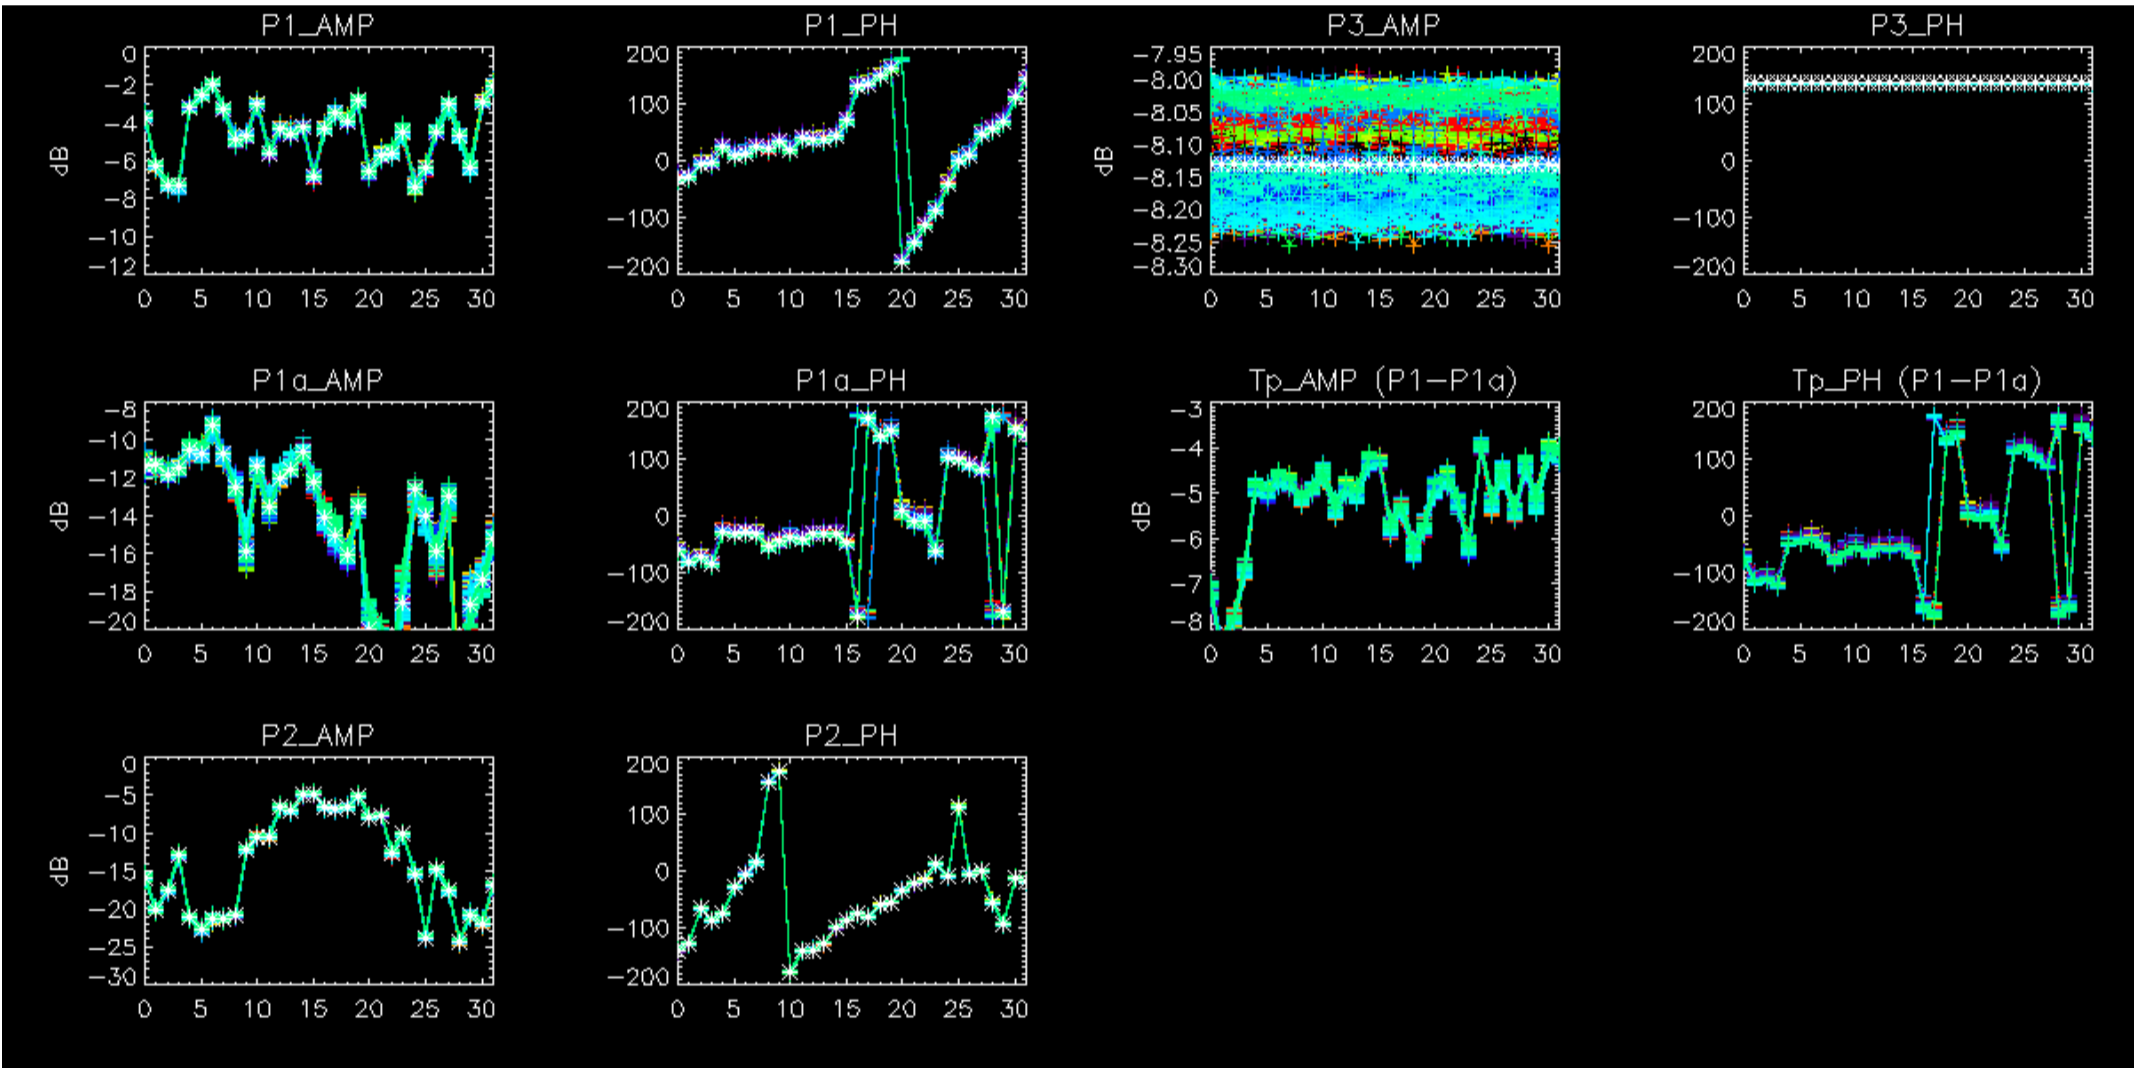 P1_AMP
0
−2
−4
−6
−8
−10
−12
dB
0 5 10 15 20 25 30
P1_PH
200
100
0
−100
−200
0 5 10 15 20 25 30
P3_AMP
−7.95
−8.00
−8.05
−8.10
−8.15
−8.20
−8.25
−8.30
dB
0 5 10 15 20 25 30
P3_PH
200
100
0
−100
−200
0 5 10 15 20 25 30
P1a_AMP
−8
−10
−12
−14
−16
−18
−20
dB
0 5 10 15 20 25 30
P1a_PH
200
100
0
−100
−200
0 5 10 15 20 25 30
Tp_AMP (P1−P1a)
−3
−4
−5
−6
−7
−8
dB
0 5 10 15 20 25 30
Tp_PH (P1−P1a)
200
100
0
−100
−200
0 5 10 15 20 25 30
P2_AMP
0
−5
−10
−15
−20
−25
−30
dB
0 5 10 15 20 25 30
P2_PH
200
100
0
−100
−200
0 5 10 15 20 25 30